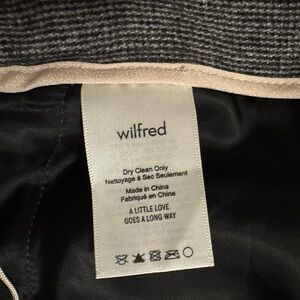 wilfred
Dry Clean Only
Nettoyage à Sec Seulement
Made in China
Fabriqué en Chine
A LITTLE LOVE
GOES A LONG WAY